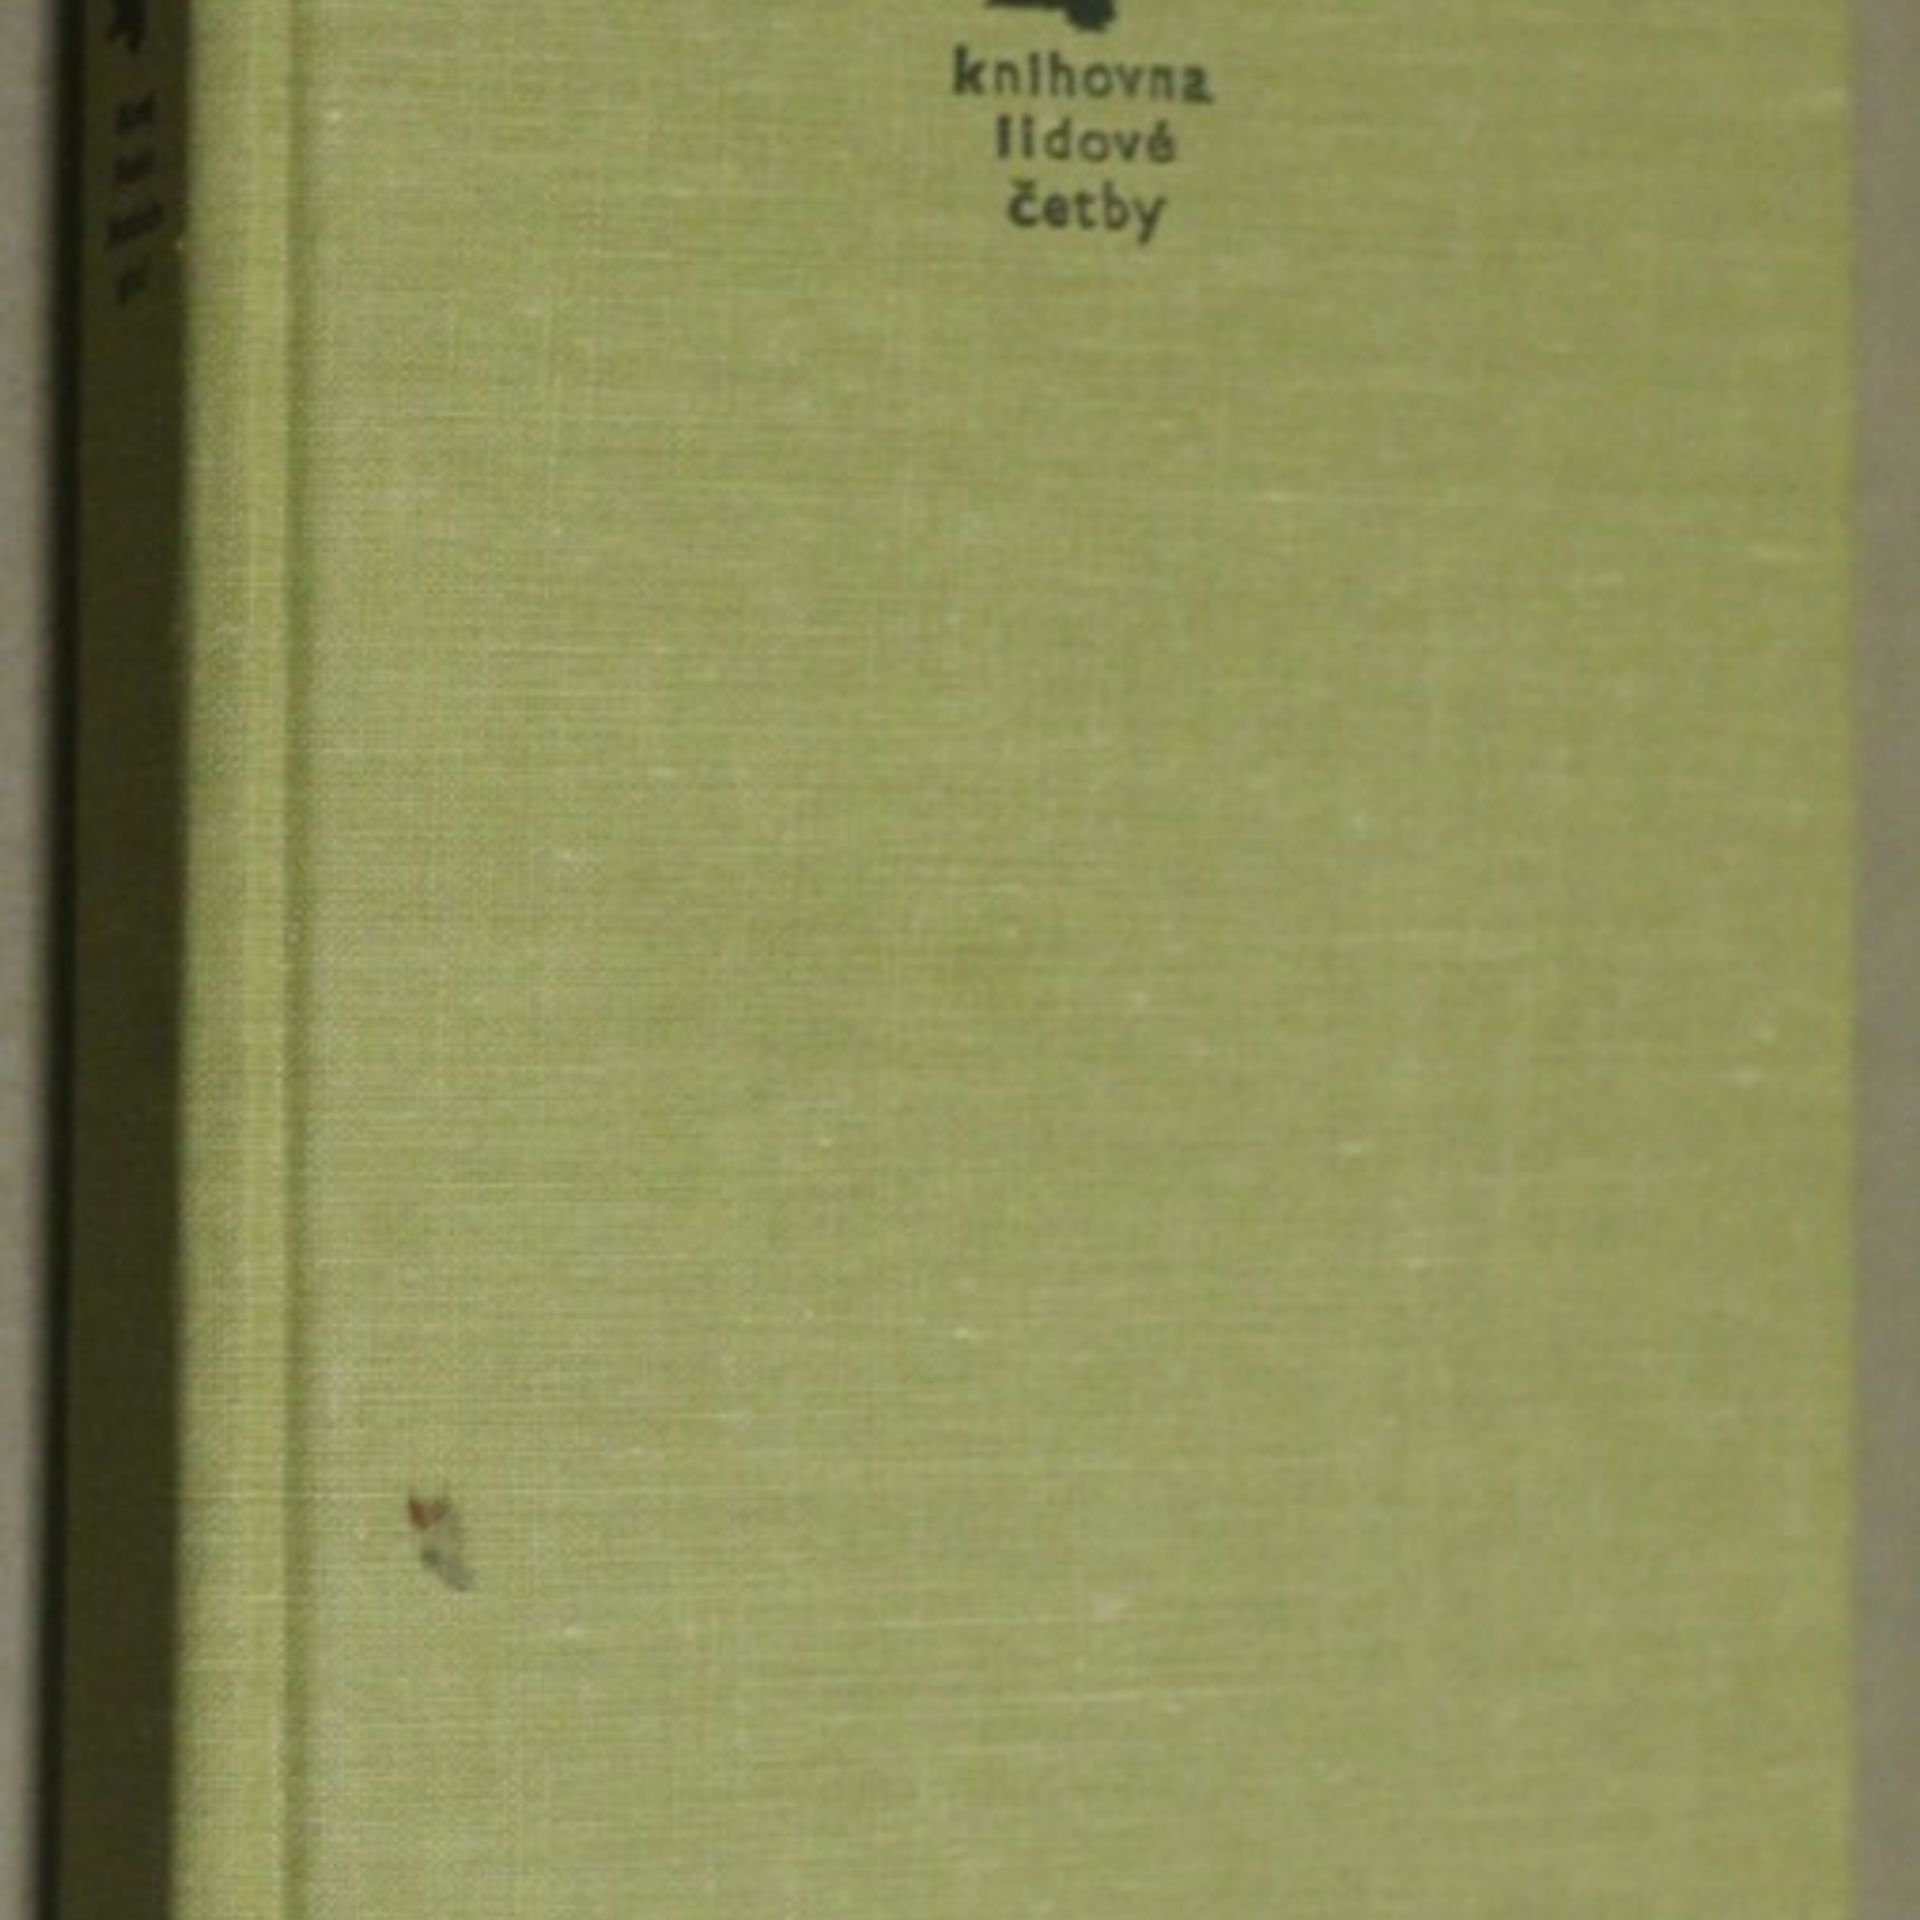 knihovna
lidové
četby